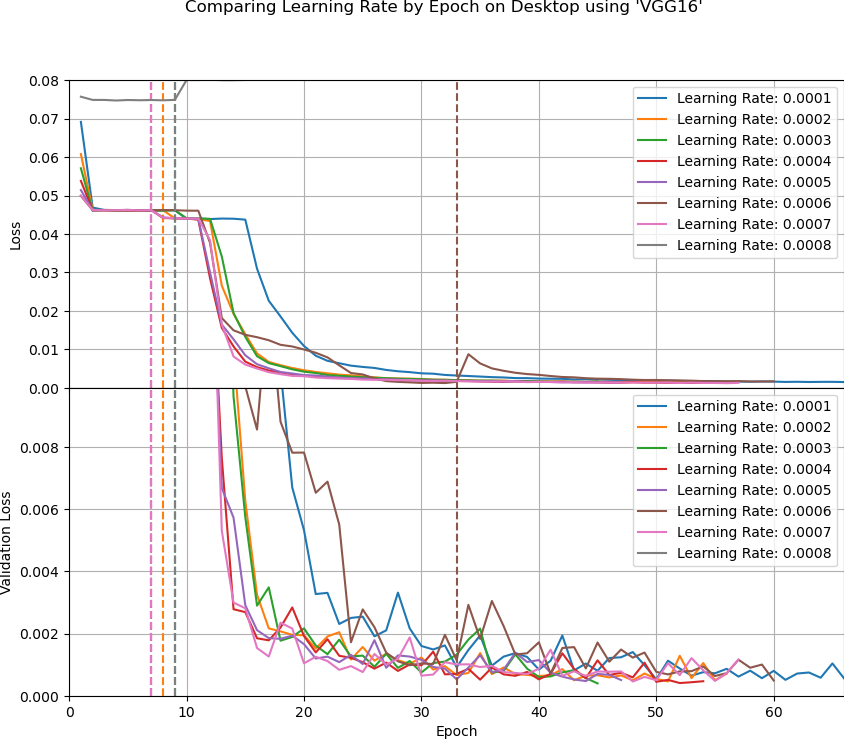 Comparing Learning Rate by Epoch on Desktop using 'VGG16'
0.08
0.07
0.06
0.05
0.04
0.03
0.02
0.01
0.00
Loss
Learning Rate: 0.0001
Learning Rate: 0.0002
Learning Rate: 0.0003
Learning Rate: 0.0004
Learning Rate: 0.0005
Learning Rate: 0.0006
Learning Rate: 0.0007
Learning Rate: 0.0008
0.008
0.006
0.004
0.002
0.000
Validation Loss
Learning Rate: 0.0001
Learning Rate: 0.0002
Learning Rate: 0.0003
Learning Rate: 0.0004
Learning Rate: 0.0005
Learning Rate: 0.0006
Learning Rate: 0.0007
Learning Rate: 0.0008
0 10 20 30 40 50 60
Epoch